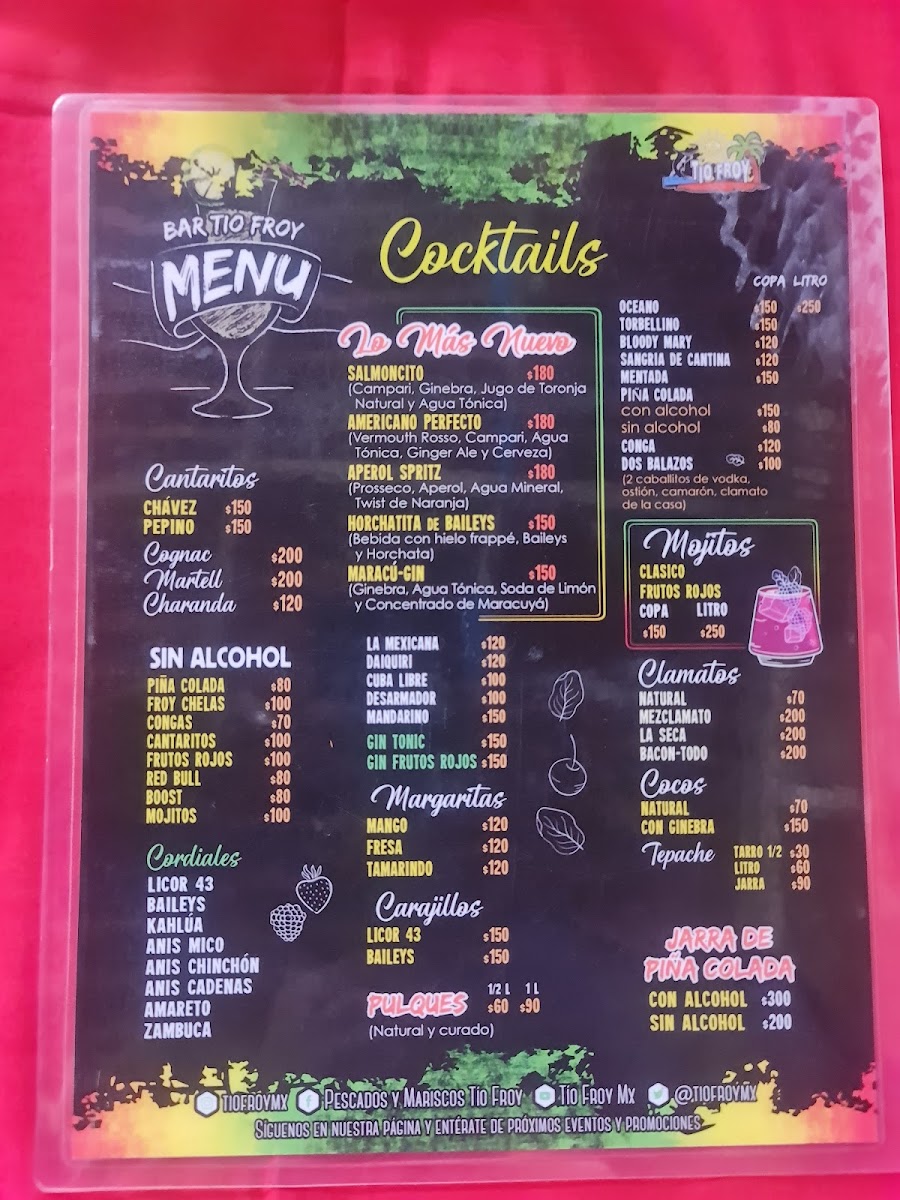 BAR TIO FROY
MENU
TIO FROY
Cocktails
Lo Más Nuevo
SALMONCITO $180
(Campari, Ginebra, Jugo de Toronja
Natural y Agua Tónica)
AMERICANO PERFECTO $180
(Vermouth Rosso, Campari, Agua
Tónica, Ginger Ale y Cerveza)
APEROL SPRITZ $180
(Prosseco, Aperol, Agua Mineral,
Twist de Naranja)
HORCHATITA DE BAILEYS $150
(Bebida con hielo frappé, Baileys
y Horchata)
MARACÚ-GIN $150
(Ginebra, Agua Tónica, Soda de Limón
y Concentrado de Maracuyá)
COPA LITRO
OCEANO $150 $250
TORBELLINO $150
BLOODY MARY $120
SANGRIA DE CANTINA $120
MENTADA $150
PIÑA COLADA
con alcohol $150
sin alcohol $80
CONGA $120
DOS BALAZOS $100
(2 caballitos de vodka,
ostión, camarón, clamato
de la casa)
Cantaritos
CHÁVEZ $150
PEPINO $150
Cognac $200
Martell $200
Charanda $120
Mojitos
CLASICO
FRUTOS ROJOS
COPA LITRO
$150 $250
SIN ALCOHOL
PIÑA COLADA $80
FROY CHELAS $100
CONGAS $70
CANTARITOS $100
FRUTOS ROJOS $100
RED BULL $80
BOOST $80
MOJITOS $100
LA MEXICANA $120
DAIQUIRI $120
CUBA LIBRE $100
DESARMADOR $100
MANDARINO $150
GIN TONIC $150
GIN FRUTOS ROJOS $150
Clamatos
NATURAL $70
MEZCLAMATO $200
LA SECA $200
BACON-TODO $200
Margaritas
MANGO $120
FRESA $120
TAMARINDO $120
Cocos
NATURAL $70
CON GINEBRA $150
Tepache TARRO 1/2 $30
LITRO $60
JARRA $90
Cordiales
LICOR 43
BAILEYS
KAHLÚA
ANIS MICO
ANIS CHINCHÓN
ANIS CADENAS
AMARETO
ZAMBUCA
Carajillos
LICOR 43 $150
BAILEYS $150
1/2 L 1 L
PULQUES $60 $90
(Natural y curado)
JARRA DE
PIÑA COLADA
CON ALCOHOL $300
SIN ALCOHOL $200
TIOFROYMX PESCADOS Y MARISCOS TÍO FROY TÍO FROY MX @TIOFROYMX
SÍGUENOS EN NUESTRA PÁGINA Y ENTÉRATE DE PRÓXIMOS EVENTOS Y PROMOCIONES